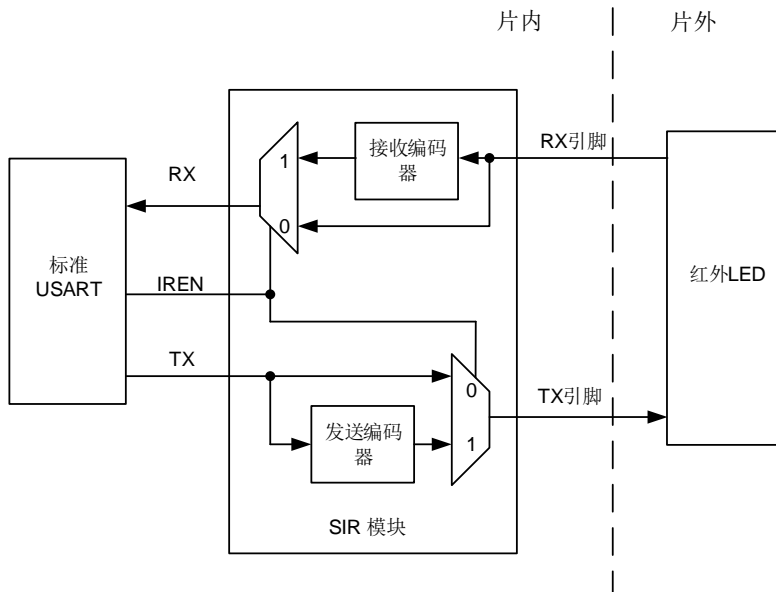 片内
片外
接收编码
器
RX引脚
1
RX
0
标准
USART
IREN
红外LED
TX
0
TX引脚
发送编码
器
1
SIR 模块